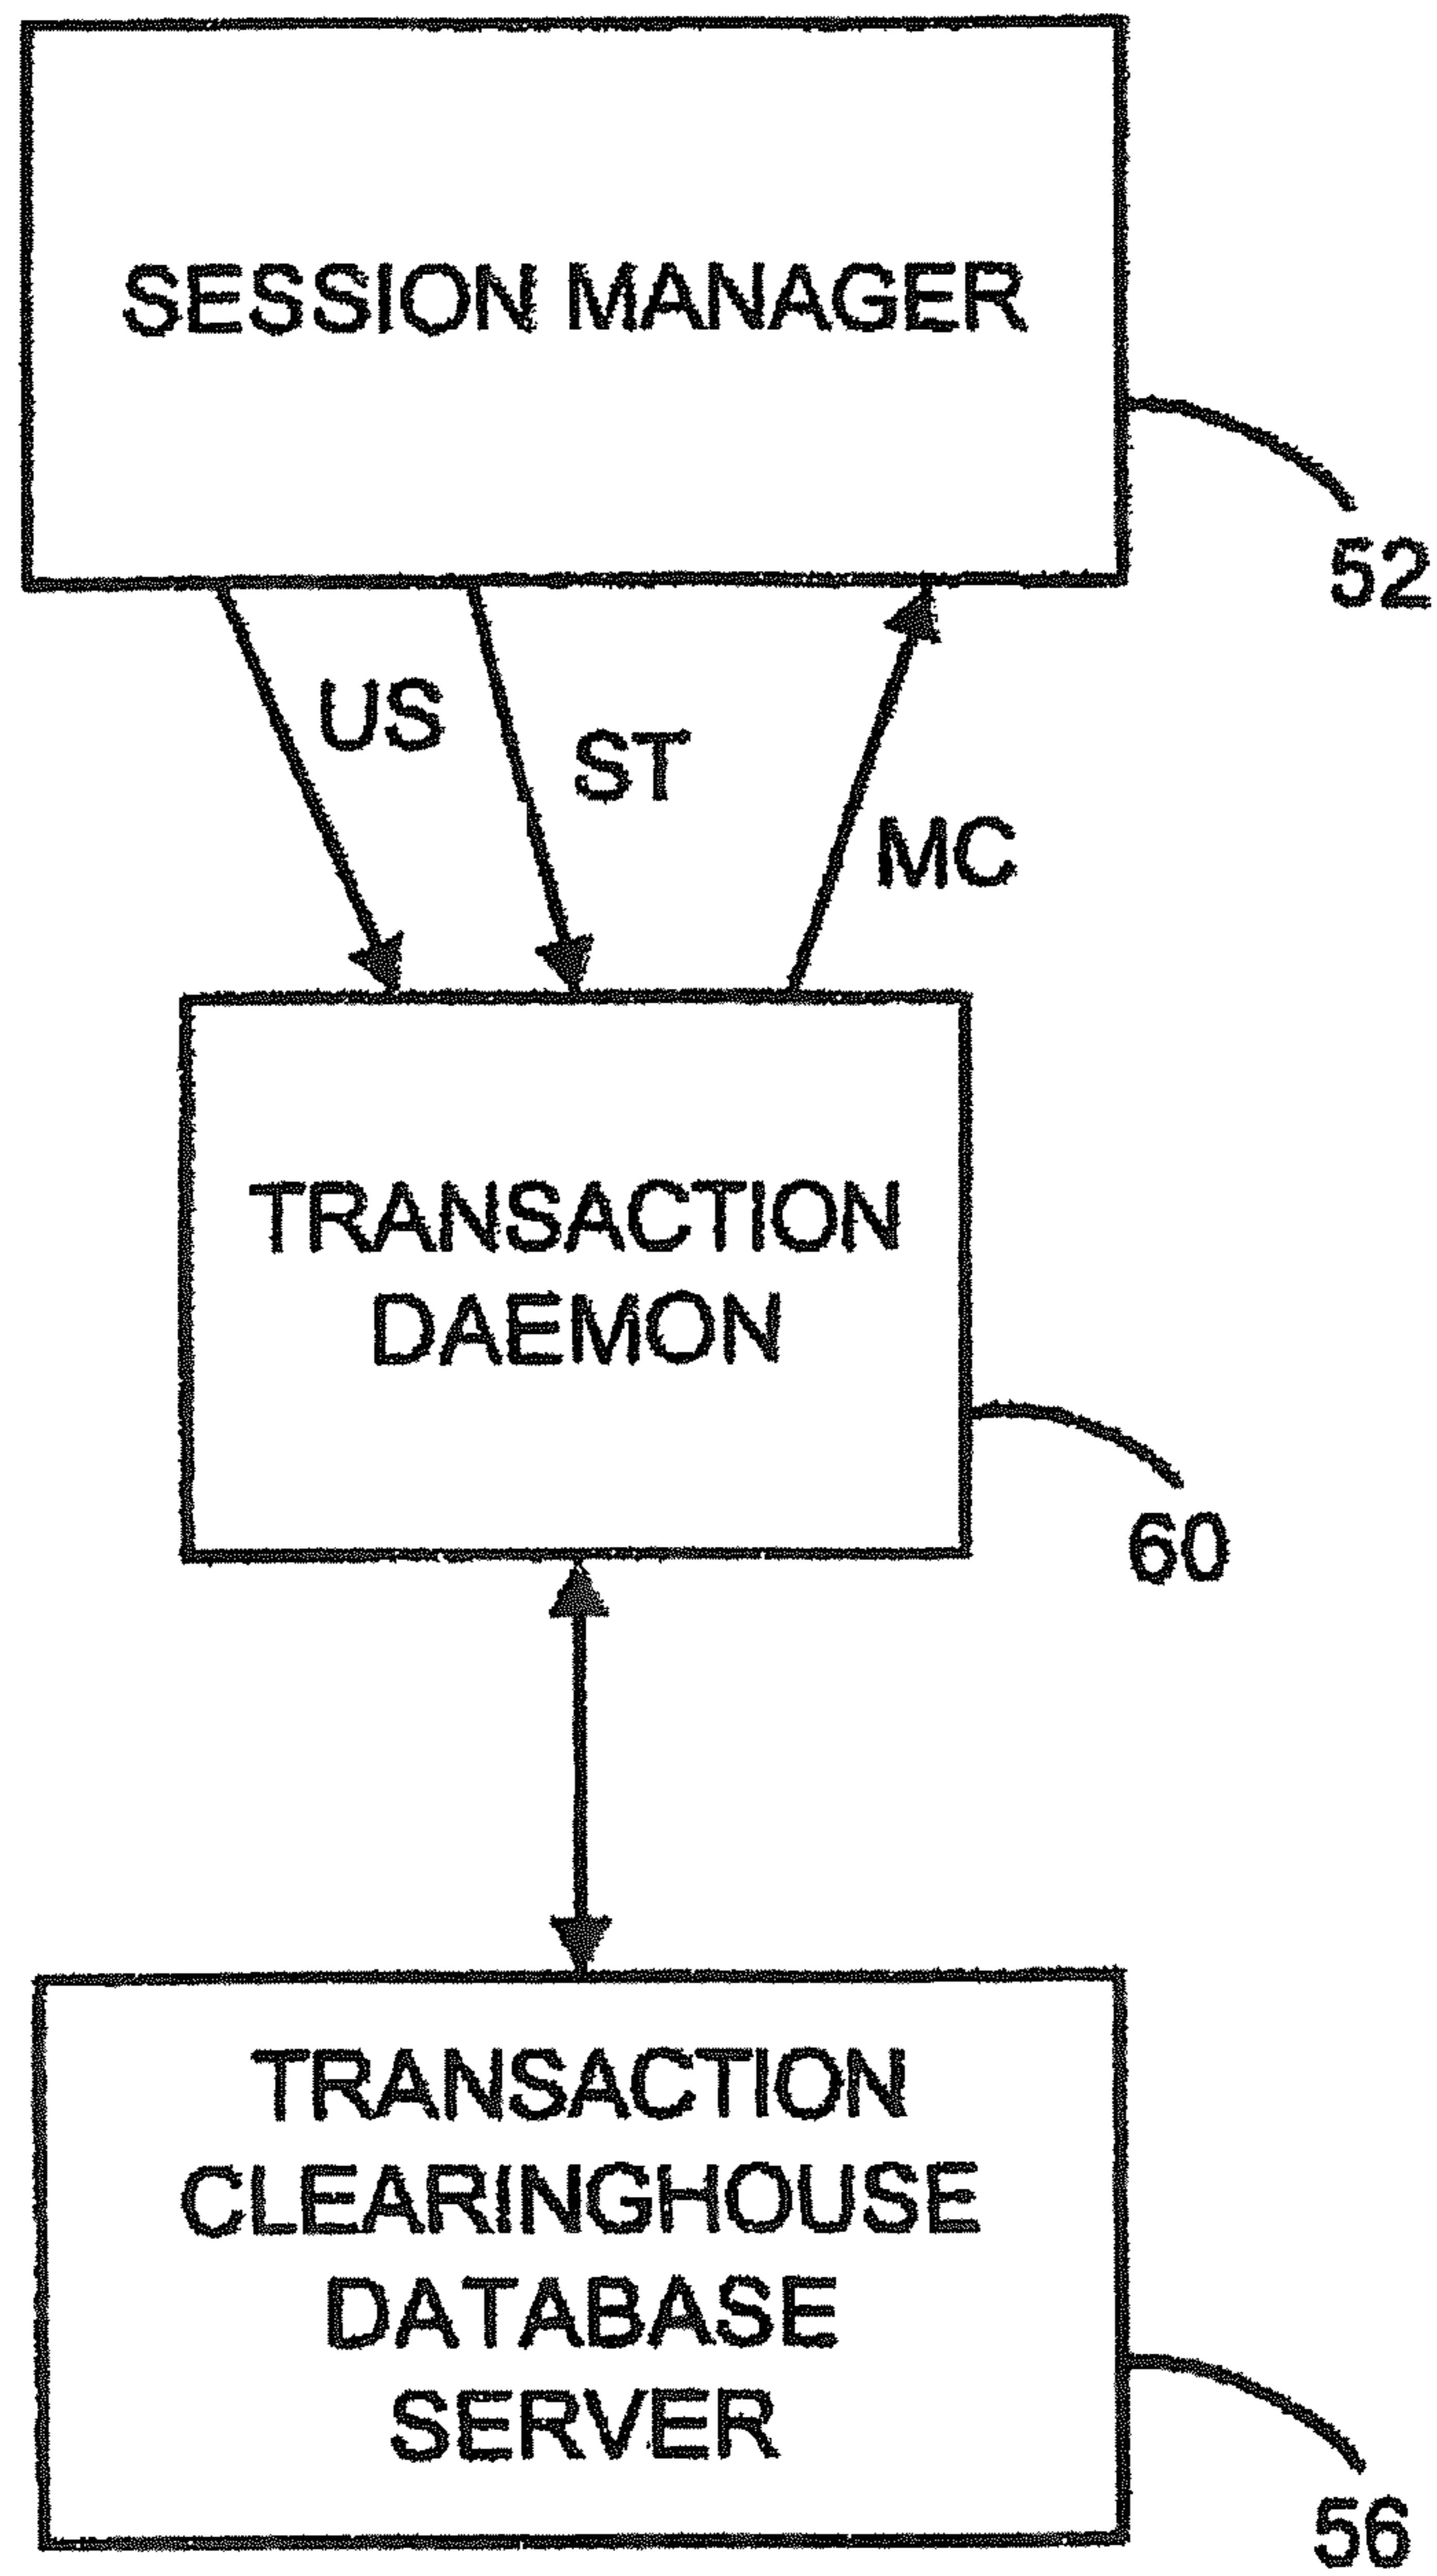 SESSION MANAGER
52
US
ST
MC
TRANSACTION
DAEMON
60
TRANSACTION
CLEARINGHOUSE
DATABASE
SERVER
56